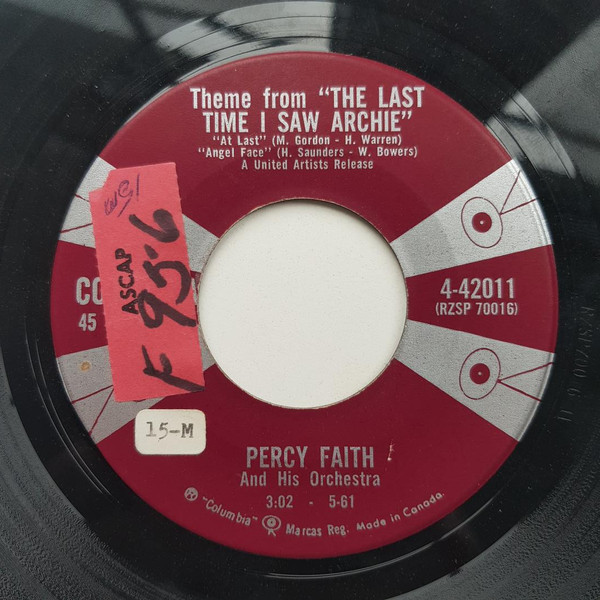 Theme from "THE LAST
TIME I SAW ARCHIE"
"At Last" (M. Gordon - H. Warren)
"Angel Face" (H. Saunders - W. Bowers)
A United Artists Release
CO
45
ASCAP
F 95.6
4-42011
(RZSP 70016)
15-M
PERCY FAITH
And His Orchestra
3:02 - 5-61
® "Columbia" Marcas Reg. Made in Canada.